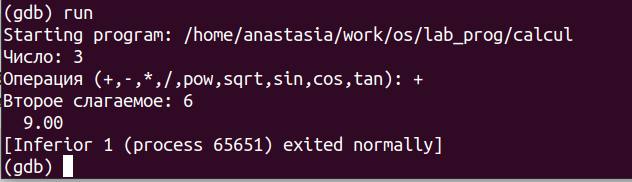 (gdb) run
Starting program: /home/anastasia/work/os/lab_prog/calcul
Число: 3
Операция (+,-,*,/,pow,sqrt,sin,cos,tan): +
Второе слагаемое: 6
  9.00
[Inferior 1 (process 65651) exited normally]
(gdb)